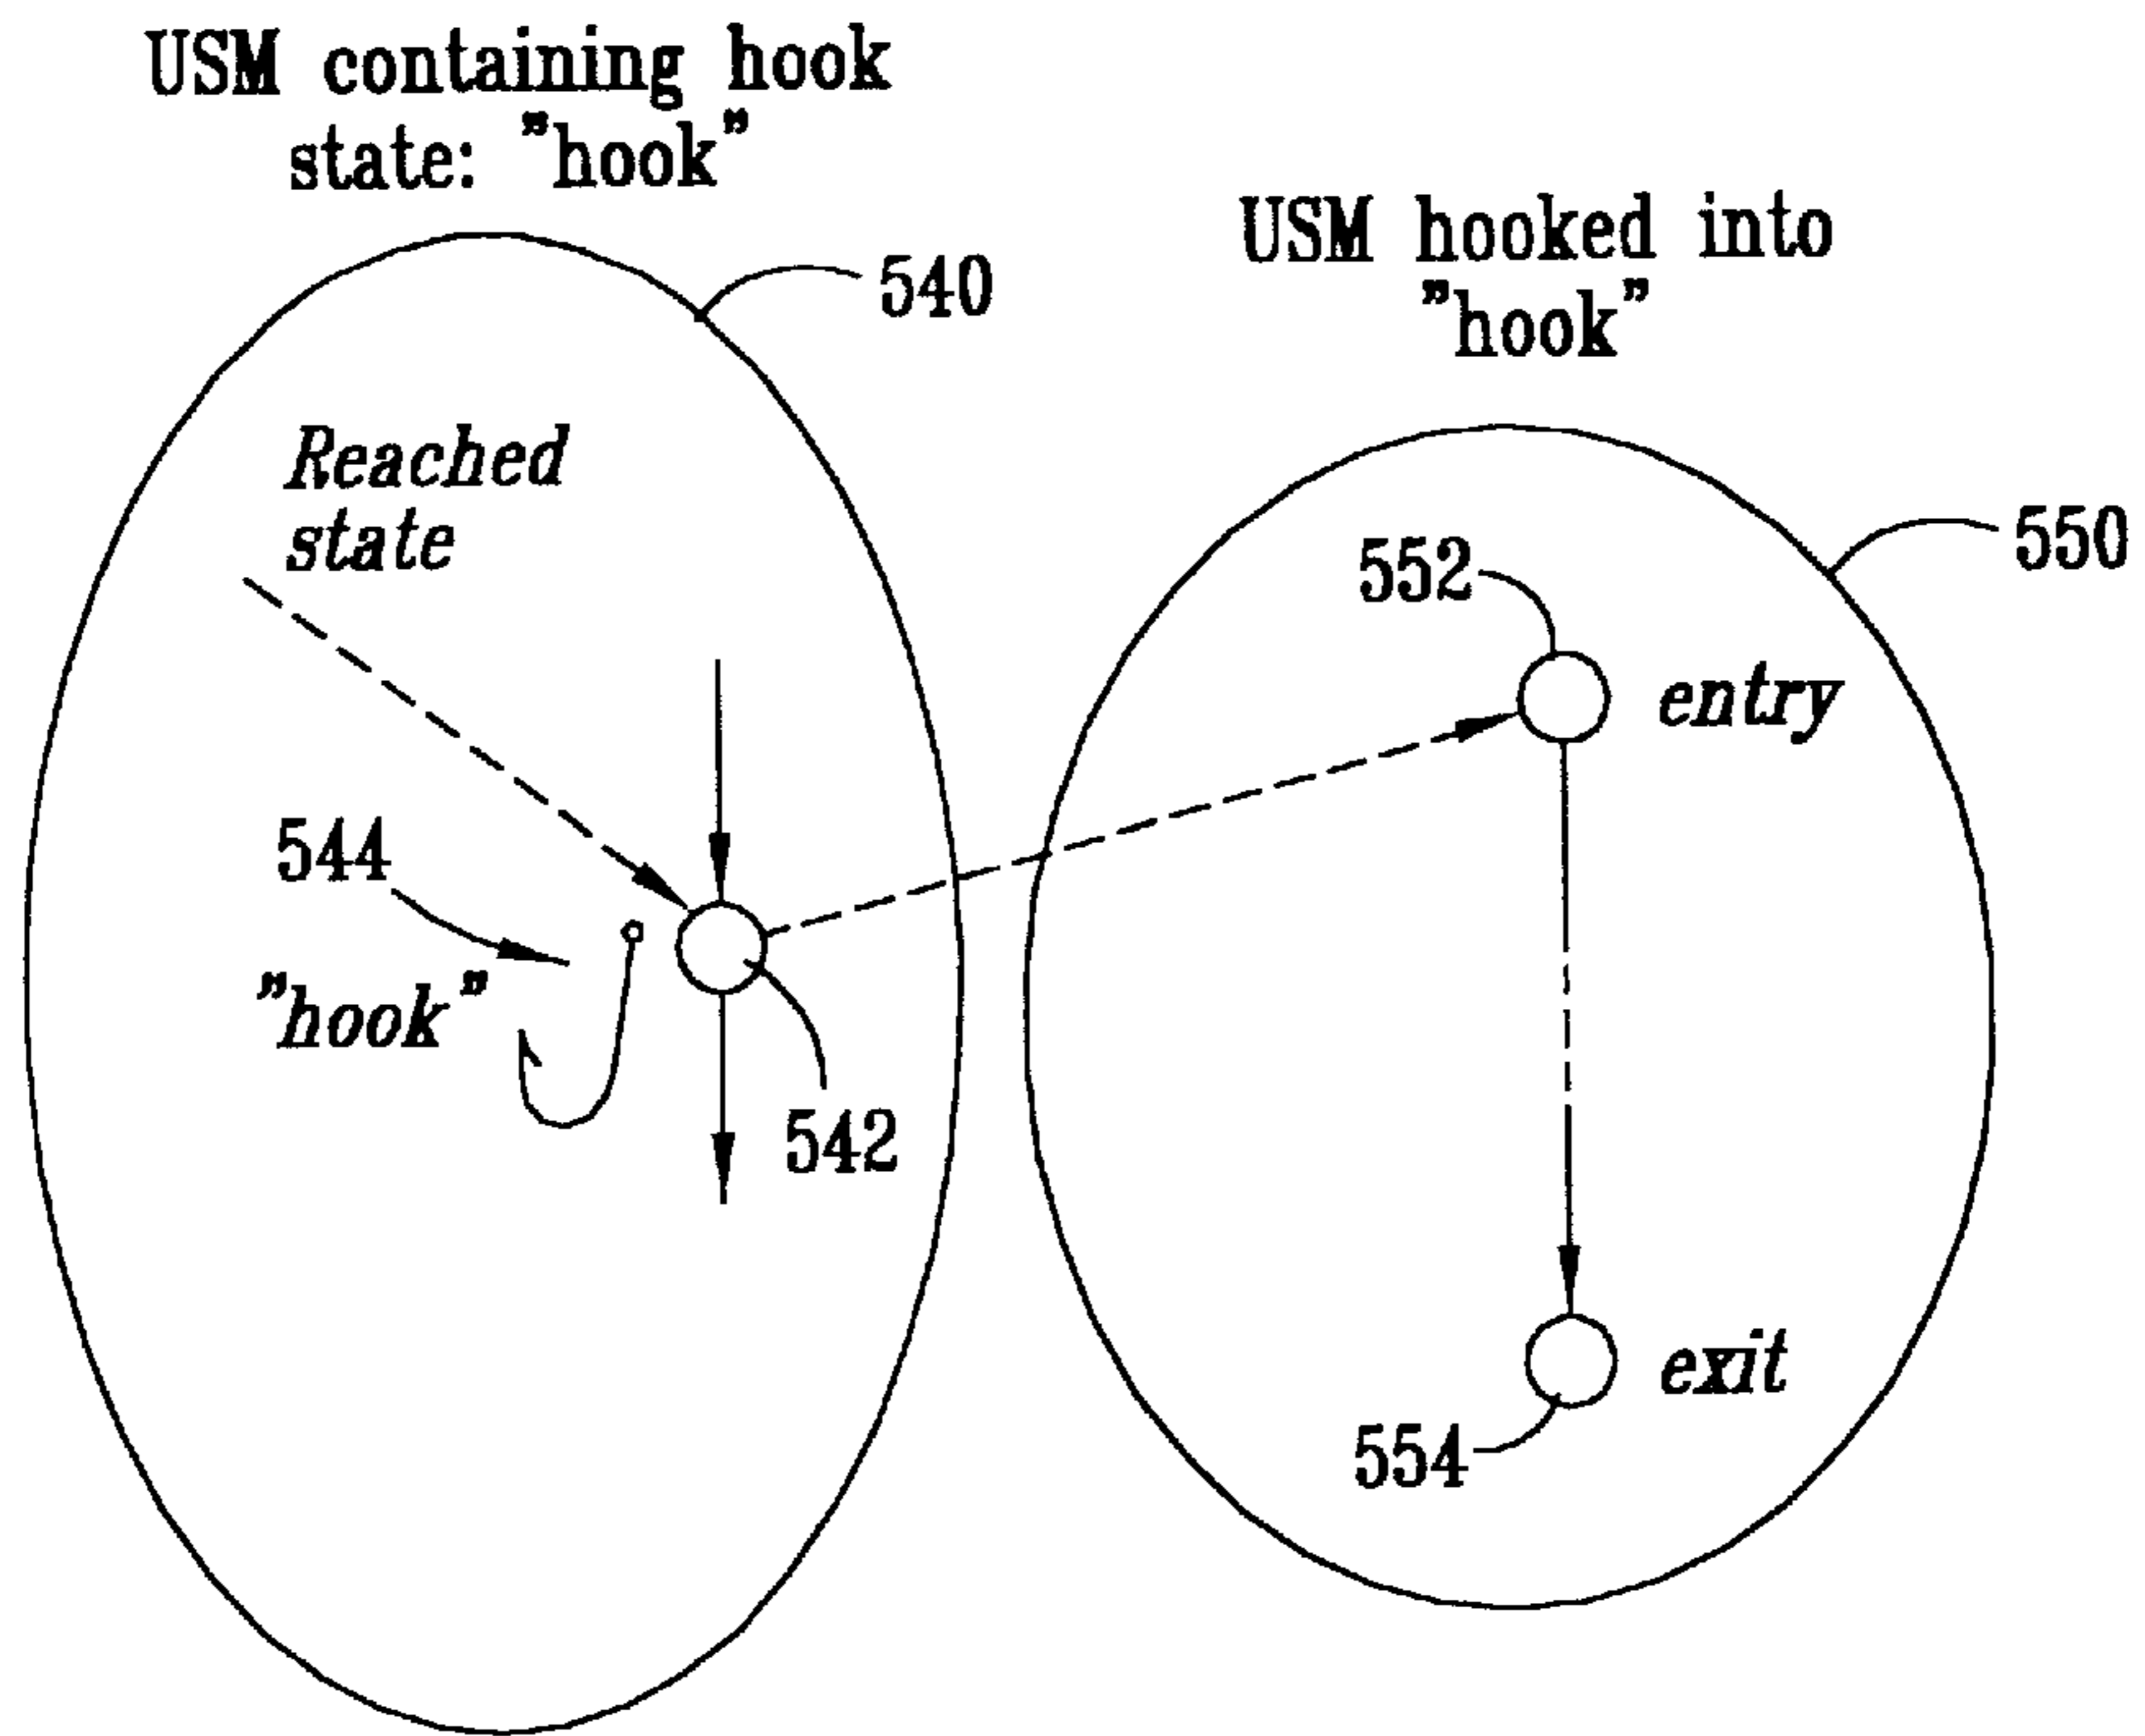 USM containing hook
state: "hook"
540
USM hooked into
"hook"
Reached
state
550
552
entry
544
"hook"
542
exit
554